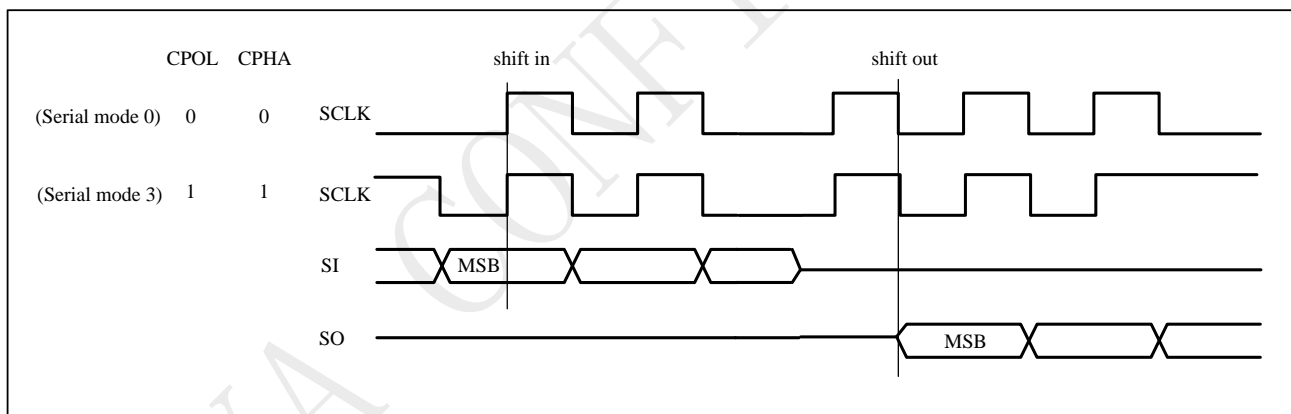 CPOL CPHA shift in shift out
(Serial mode 0) 0 0 SCLK
(Serial mode 3) 1 1 SCLK
SI MSB
SO MSB